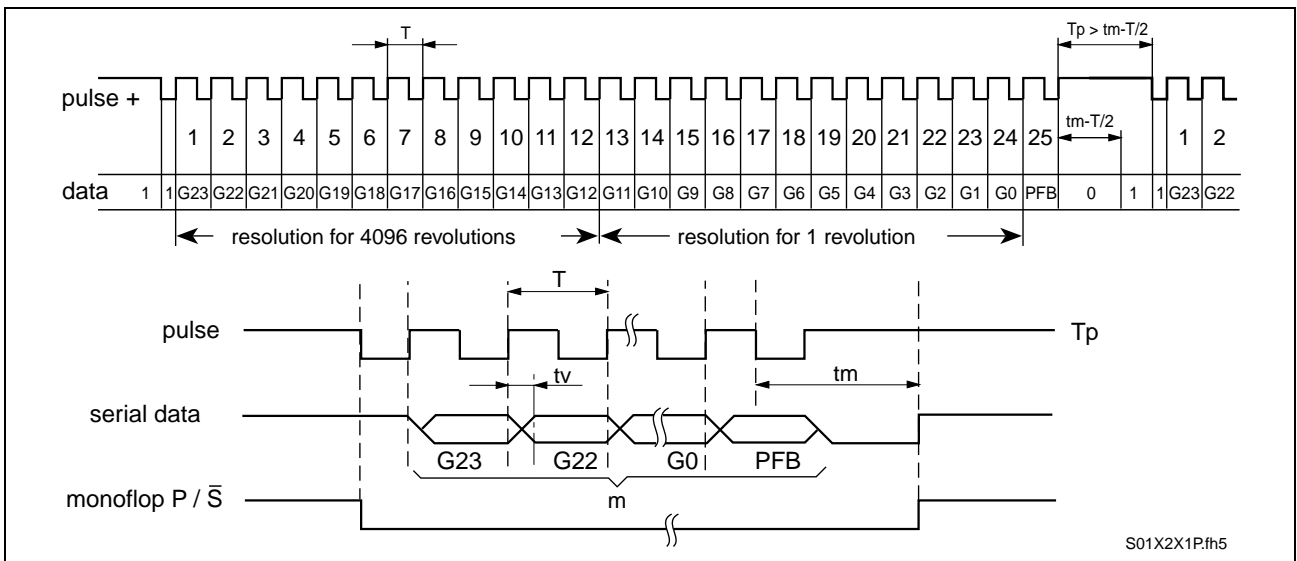 T
Tp > tm-T/2
pulse +
1 2 3 4 5 6 7 8 9 10 11 12 13 14 15 16 17 18 19 20 21 22 23 24 25 tm-T/2 1 2
data 1 1 G23 G22 G21 G20 G19 G18 G17 G16 G15 G14 G13 G12 G11 G10 G9 G8 G7 G6 G5 G4 G3 G2 G1 G0 PFB 0 1 1 G23 G22
resolution for 4096 revolutions resolution for 1 revolution
T
pulse Tp
tv tm
serial data
G23 G22 G0 PFB
m
monoflop P / S̅
S01X2X1P.fh5